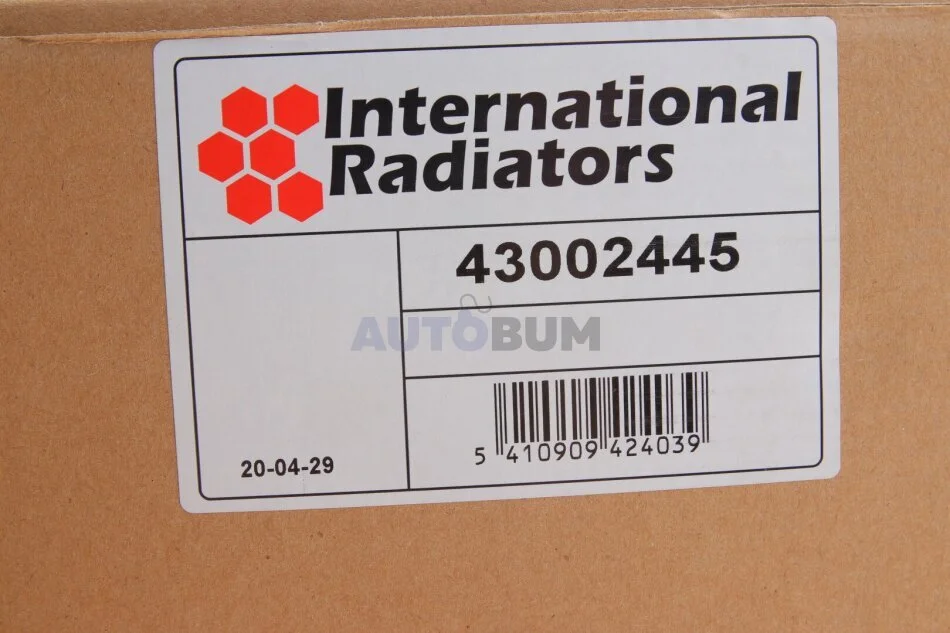 International
Radiators
43002445
AUTOBUM
5 410909 424039
20-04-29